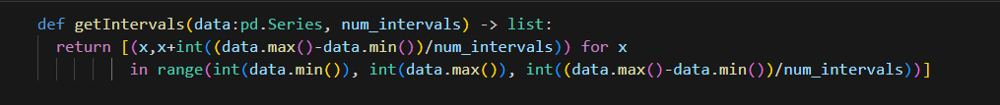 def getIntervals(data:pd.Series, num_intervals) -> list:
return [(x,x+int((data.max()-data.min())/num_intervals)) for x
in range(int(data.min()), int(data.max()), int((data.max()-data.min())/num_intervals))]